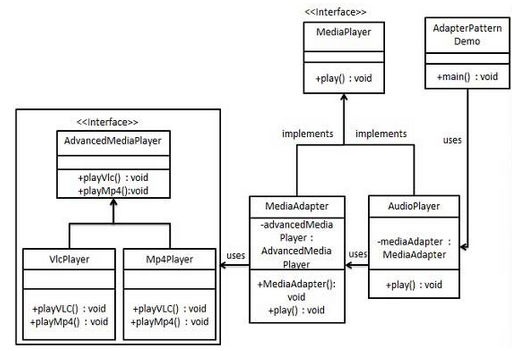 <<Interface>>
MediaPlayer
+play() : void
AdapterPattern
Demo
+main() : void
implements
implements
uses
<<Interface>>
AdvancedMediaPlayer
+playVlc() : void
+playMp4():void
VlcPlayer
+playVLC() : void
+playMp4() : void
Mp4Player
+playVLC() : void
+playMp4() : void
uses
MediaAdapter
-advancedMedia
Player :
AdvancedMedia
Player
+MediaAdapter():
void
+play() : void
uses
AudioPlayer
-mediaAdapter :
MediaAdapter
+play() : void